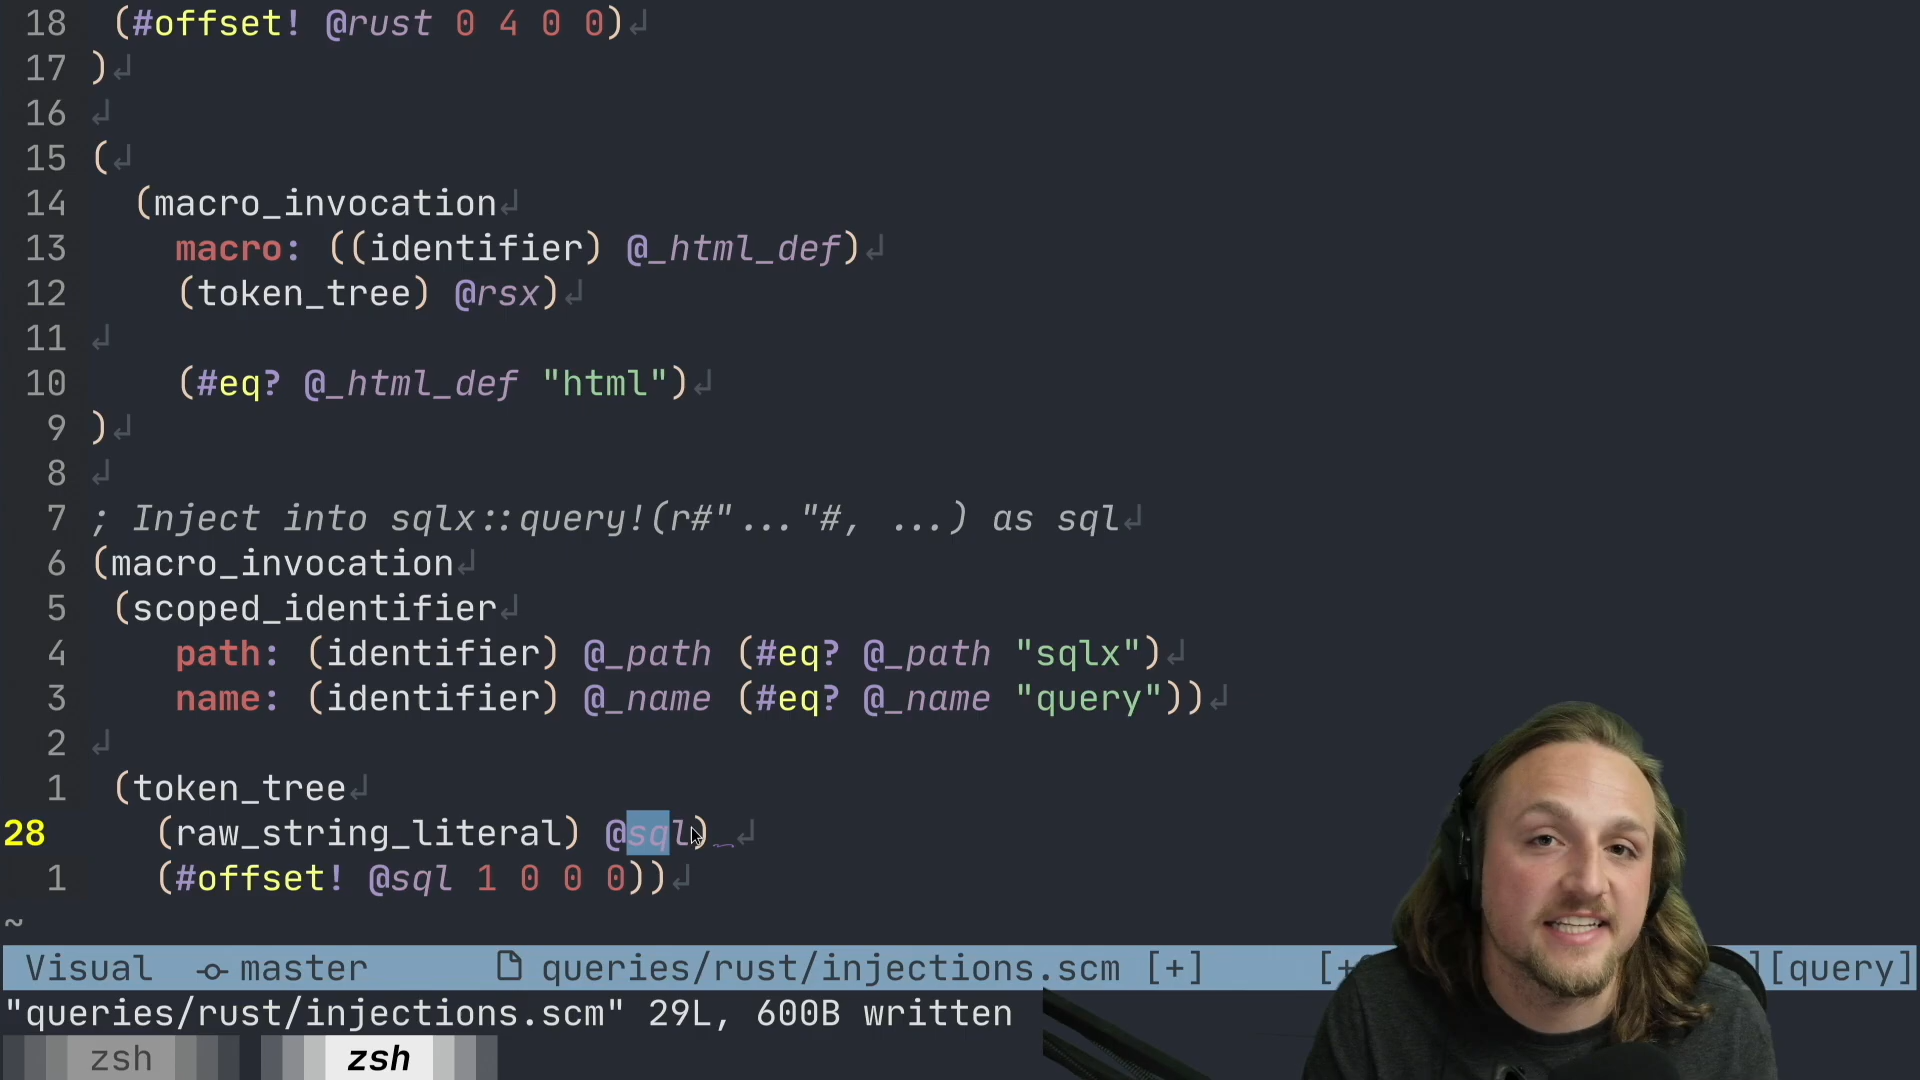 18 (#offset! @rust 0 4 0 0)↲
17 )↲
16 ↲
15 (↲
14 (macro_invocation↲
13 macro: ((identifier) @_html_def)↲
12 (token_tree) @rsx)↲
11 ↲
10 (#eq? @_html_def "html")↲
9 )↲
8 ↲
7 ; Inject into sqlx::query!(r#"..."#, ...) as sql↲
6 (macro_invocation↲
5 (scoped_identifier↲
4 path: (identifier) @_path (#eq? @_path "sqlx")↲
3 name: (identifier) @_name (#eq? @_name "query"))↲
2 ↲
1 (token_tree↲
28 (raw_string_literal) @sql)_↲
1 (#offset! @sql 1 0 0 0))↲
~
Visual master queries/rust/injections.scm [+] [+ ][query]
"queries/rust/injections.scm" 29L, 600B written
zsh zsh